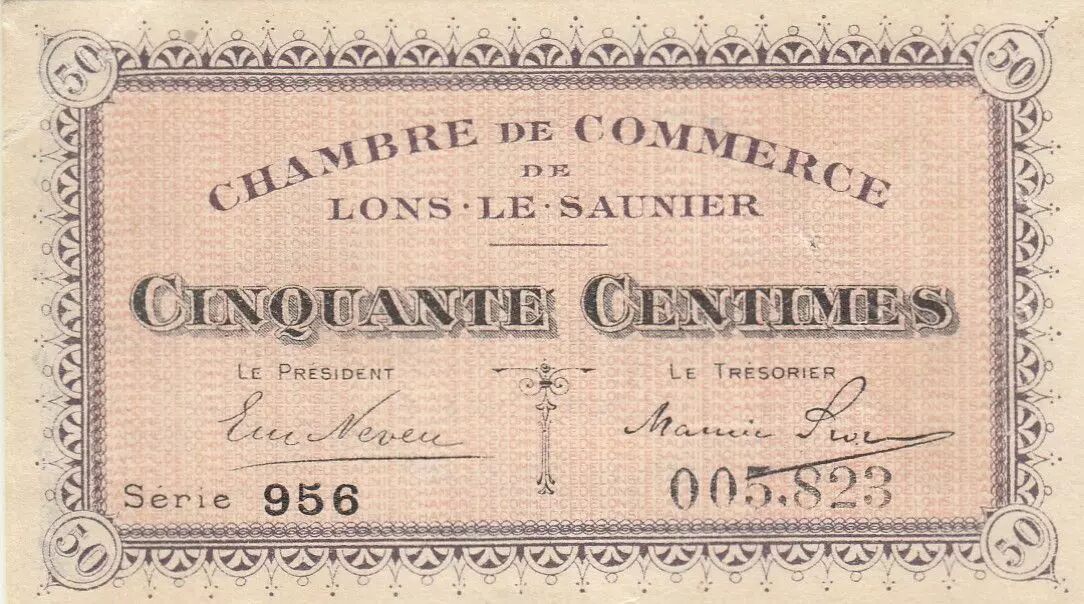 50 50
CHAMBRE DE COMMERCE
DE
LONS·LE·SAUNIER
CINQUANTE CENTIMES
LE PRÉSIDENT LE TRÉSORIER
Neveu
Série 956 005.823
50 50